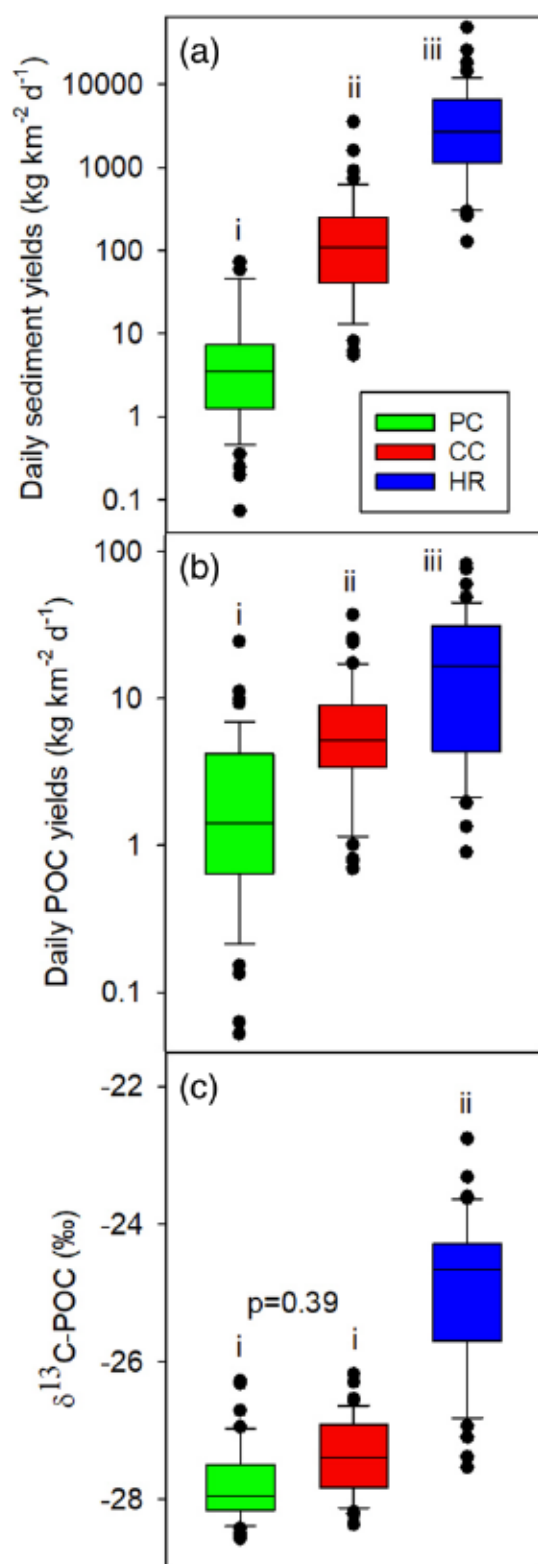 (a)
iii
ii
i
10000
1000
100
10
1
0.1
Daily sediment yields (kg km⁻² d⁻¹)
PC
CC
HR
(b)
iii
ii
i
100
10
1
0.1
Daily POC yields (kg km⁻² d⁻¹)
(c)
ii
p=0.39
i
i
-22
-24
-26
-28
δ¹³C-POC (‰)